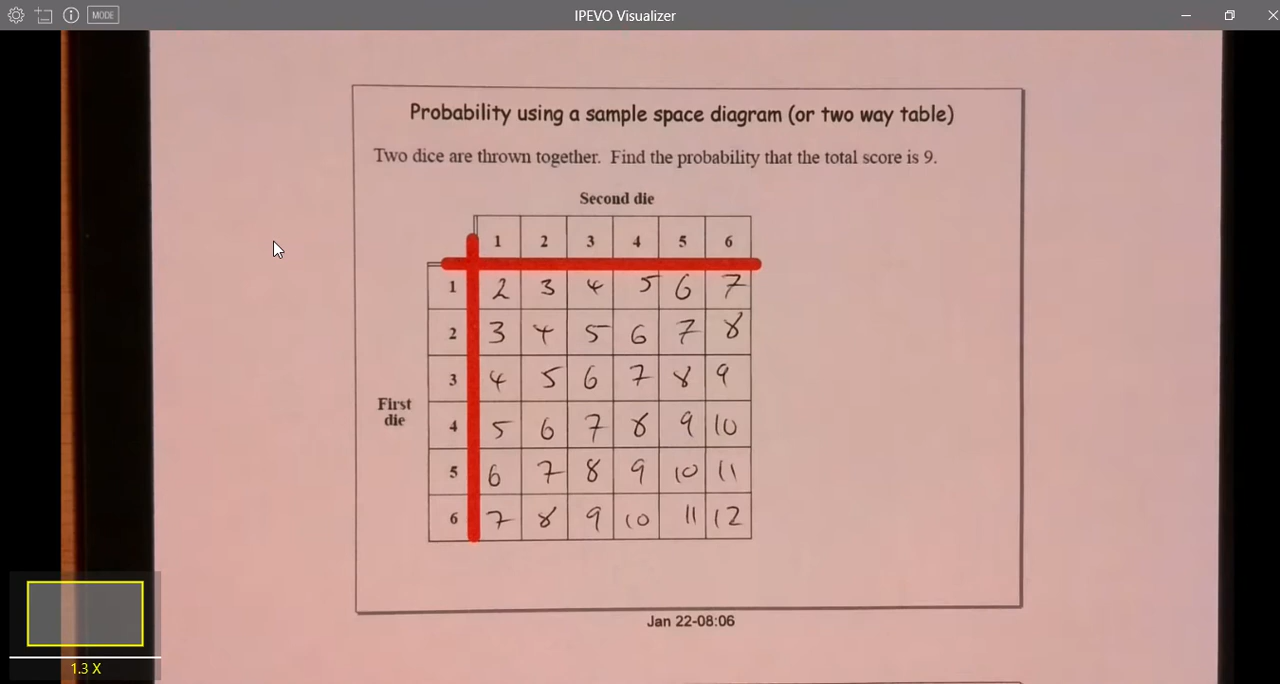 MODE
IPEVO Visualizer
Probability using a sample space diagram (or two way table)
Two dice are thrown together. Find the probability that the total score is 9.
Second die
1 2 3 4 5 6
1 2 3 4 5 6 7
2 3 4 5 6 7 8
3 4 5 6 7 8 9
First die
4 5 6 7 8 9 10
5 6 7 8 9 10 11
6 7 8 9 10 11 12
Jan 22-08:06
1.3 X